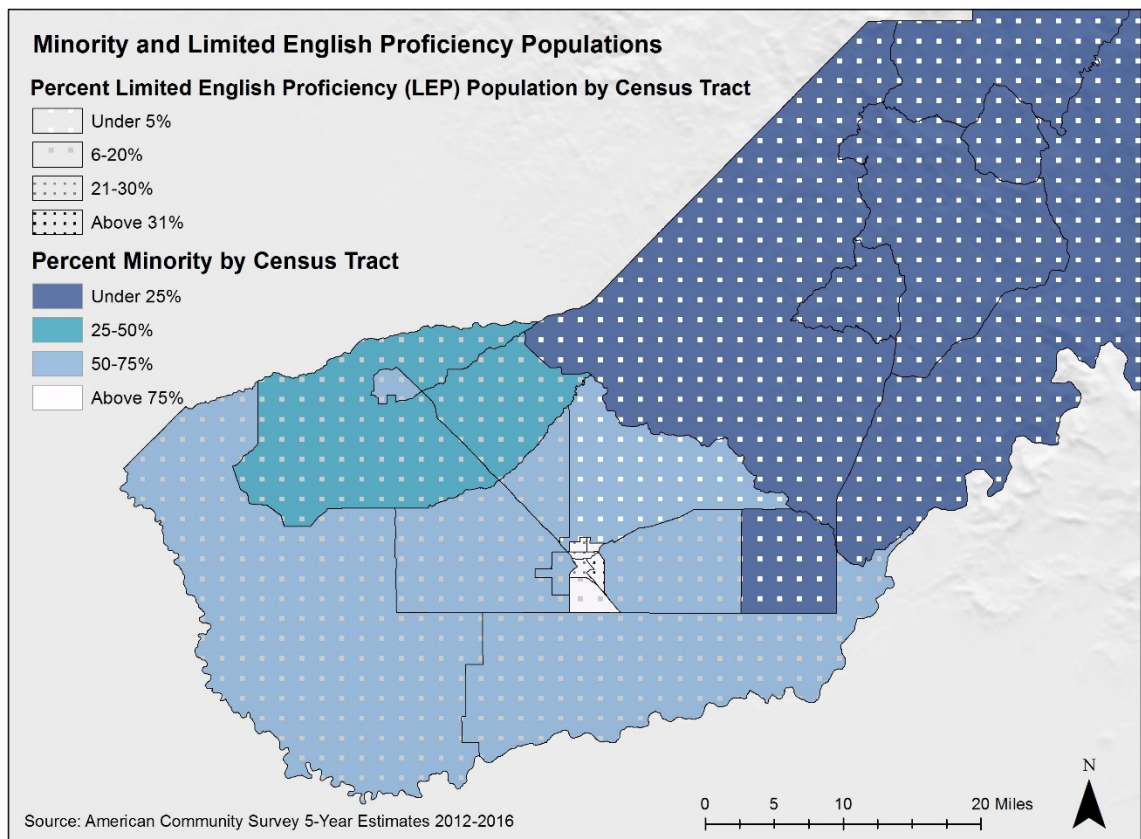 Minority and Limited English Proficiency Populations
Percent Limited English Proficiency (LEP) Population by Census Tract
Under 5%
6-20%
21-30%
Above 31%
Percent Minority by Census Tract
Under 25%
25-50%
50-75%
Above 75%
N
0 5 10 20 Miles
Source: American Community Survey 5-Year Estimates 2012-2016